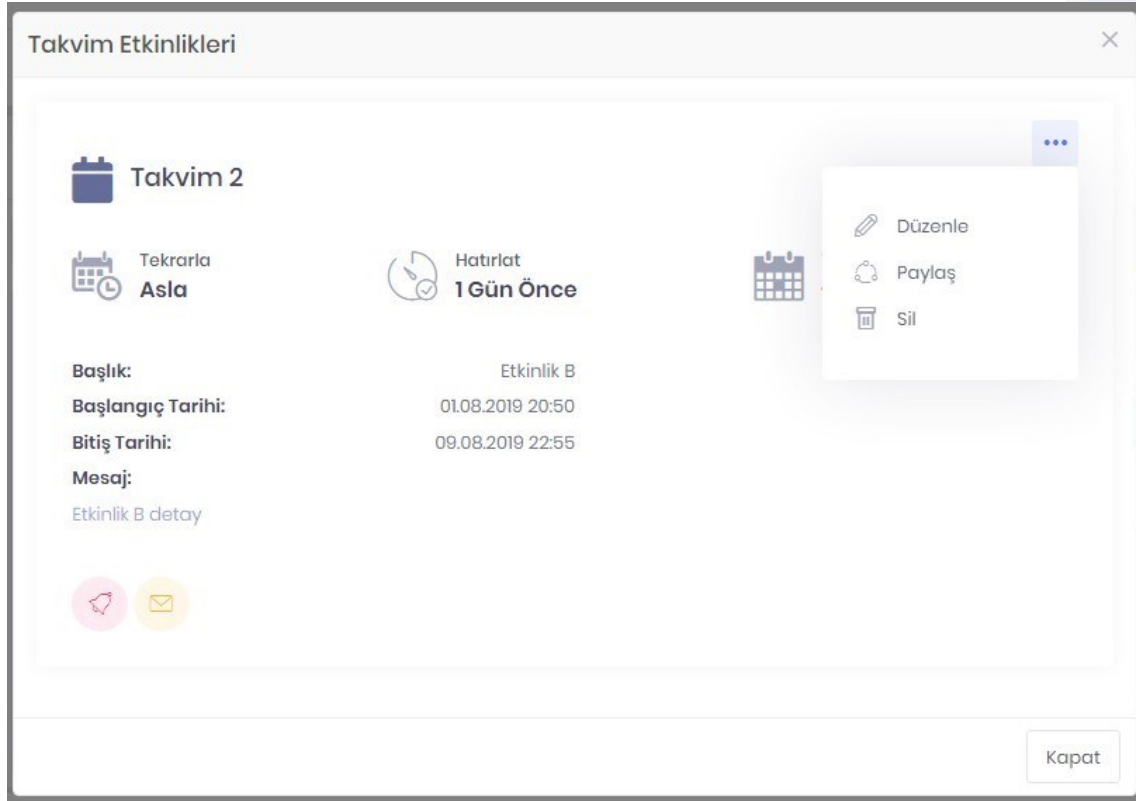 Takvim Etkinlikleri
Takvim 2
Düzenle
Paylaş
Sil
Tekrarla
Asla
Hatırlat
1 Gün Önce
Başlık: Etkinlik B
Başlangıç Tarihi: 01.08.2019 20:50
Bitiş Tarihi: 09.08.2019 22:55
Mesaj:
Etkinlik B detay
Kapat